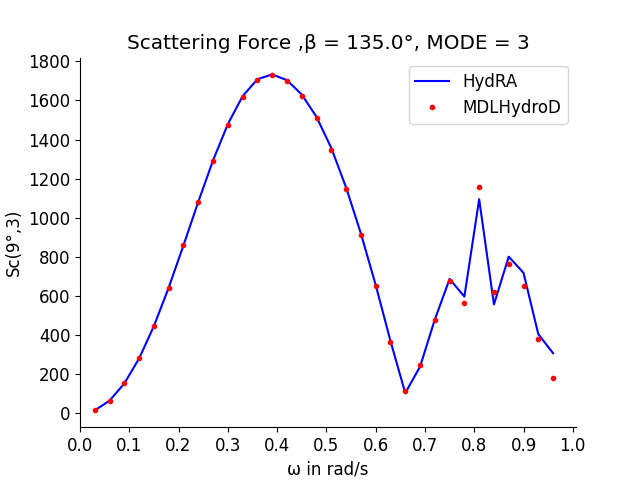 Scattering Force ,β = 135.0°, MODE = 3
HydRA
MDLHydroD
Sc(9°,3)
1800
1600
1400
1200
1000
800
600
400
200
0
0.0 0.1 0.2 0.3 0.4 0.5 0.6 0.7 0.8 0.9 1.0
ω in rad/s